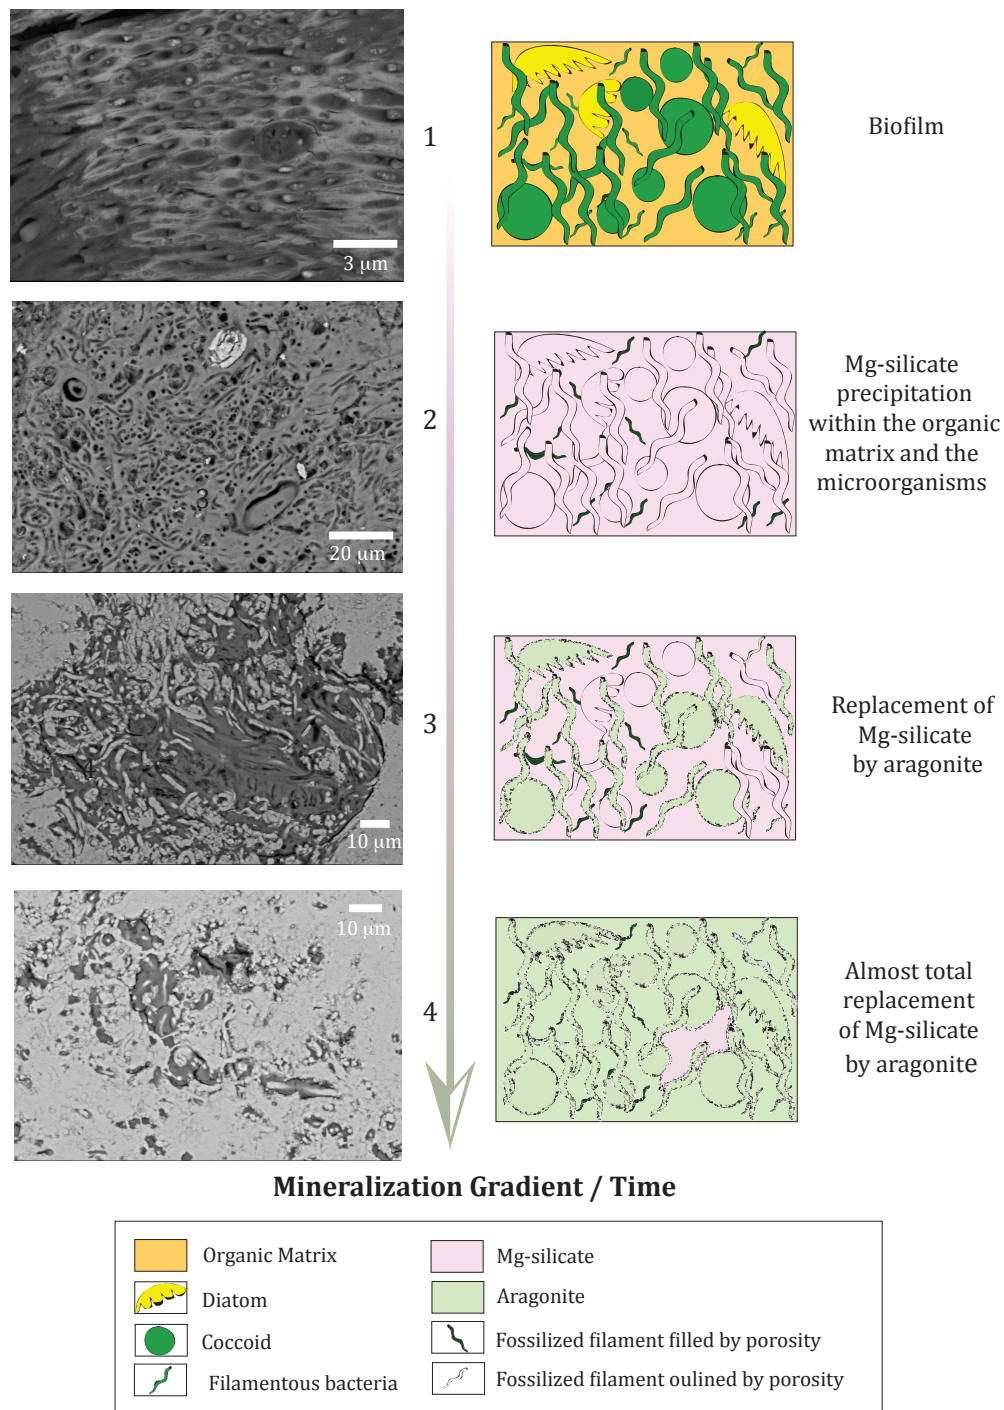 1
Biofilm
3 µm
2
Mg-silicate
precipitation
within the organic
matrix and the
microorganisms
3
20 µm
3
Replacement of
Mg-silicate
by aragonite
4
10 µm
10 µm
4
Almost total
replacement
of Mg-silicate
by aragonite
Mineralization Gradient / Time
Organic Matrix
Mg-silicate
Diatom
Aragonite
Coccoid
Fossilized filament filled by porosity
Filamentous bacteria
Fossilized filament oulined by porosity